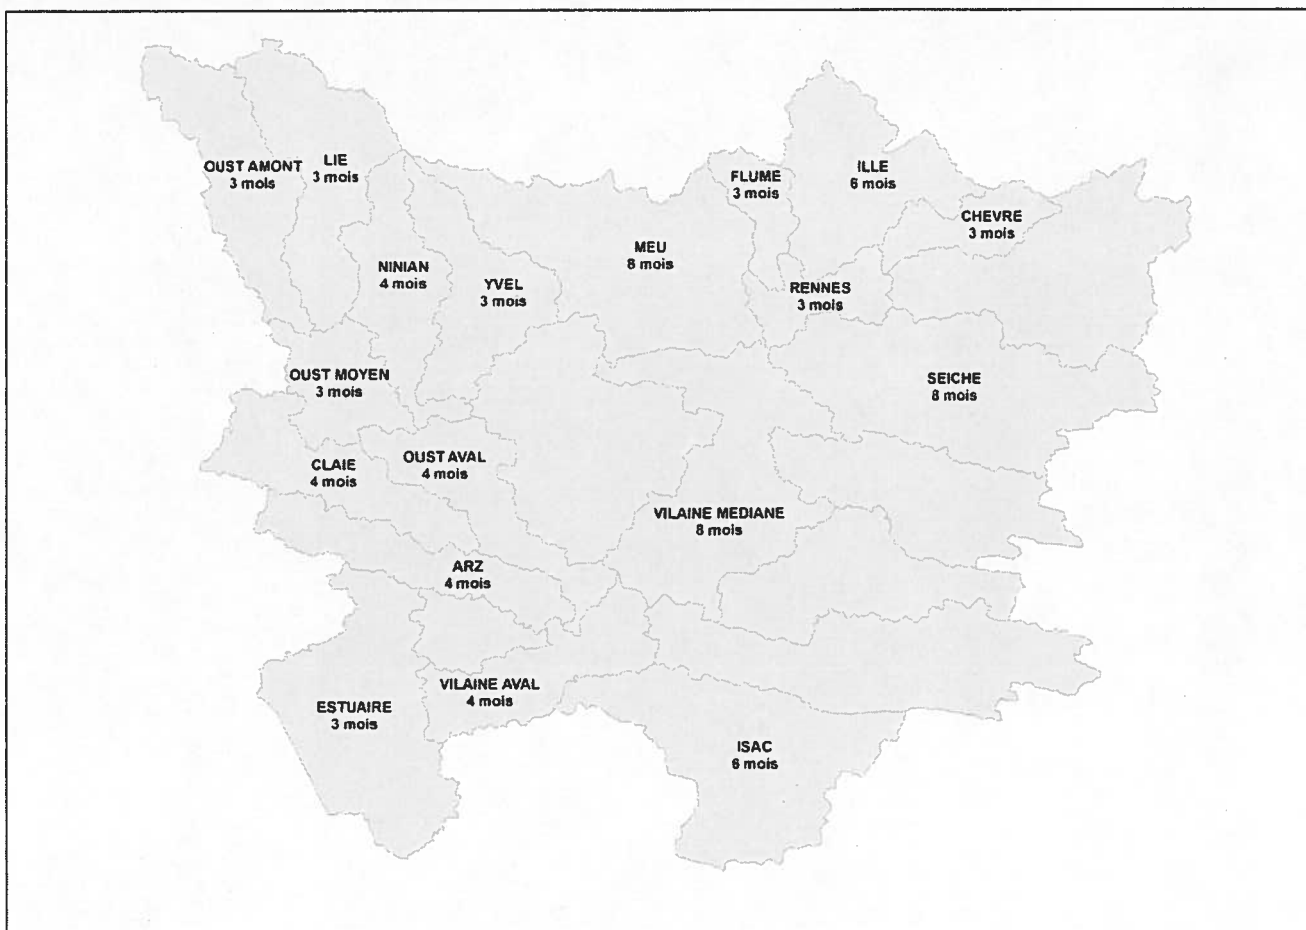 OUST AMONT
3 mois
LIE
3 mois
FLUME
3 mois
ILLE
6 mois
CHEVRE
3 mois
MEU
8 mois
NINIAN
4 mois
YVEL
3 mois
RENNES
3 mois
OUST MOYEN
3 mois
SEICHE
8 mois
CLAIE
4 mois
OUST AVAL
4 mois
VILAINE MEDIANE
8 mois
ARZ
4 mois
VILAINE AVAL
4 mois
ESTUAIRE
3 mois
ISAC
6 mois